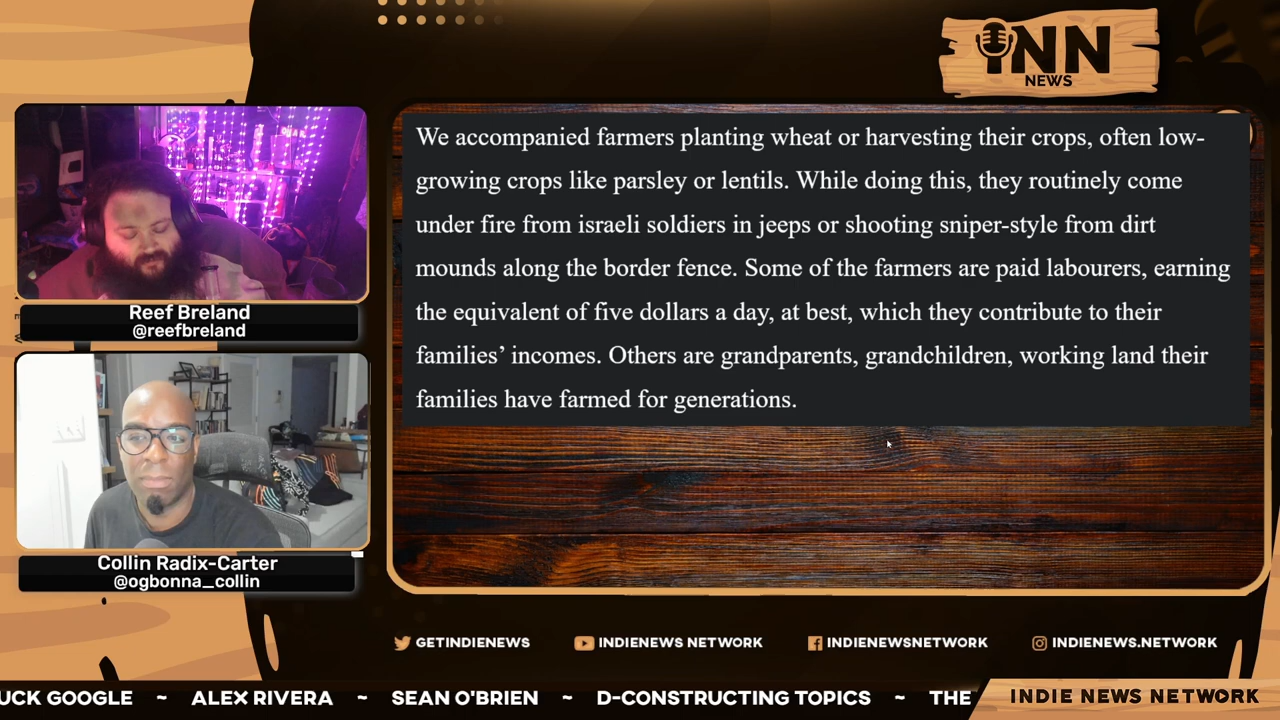 INN
NEWS
We accompanied farmers planting wheat or harvesting their crops, often low-
growing crops like parsley or lentils. While doing this, they routinely come
under fire from israeli soldiers in jeeps or shooting sniper-style from dirt
mounds along the border fence. Some of the farmers are paid labourers, earning
the equivalent of five dollars a day, at best, which they contribute to their
families’ incomes. Others are grandparents, grandchildren, working land their
families have farmed for generations.
Reef Breland
@reefbreland
Collin Radix-Carter
@ogbonna_collin
GETINDIENEWS INDIENEWS NETWORK INDIENEWSNETWORK INDIENEWS.NETWORK
UCK GOOGLE ~ ALEX RIVERA ~ SEAN O'BRIEN ~ D-CONSTRUCTING TOPICS ~ THE INDIE NEWS NETWORK